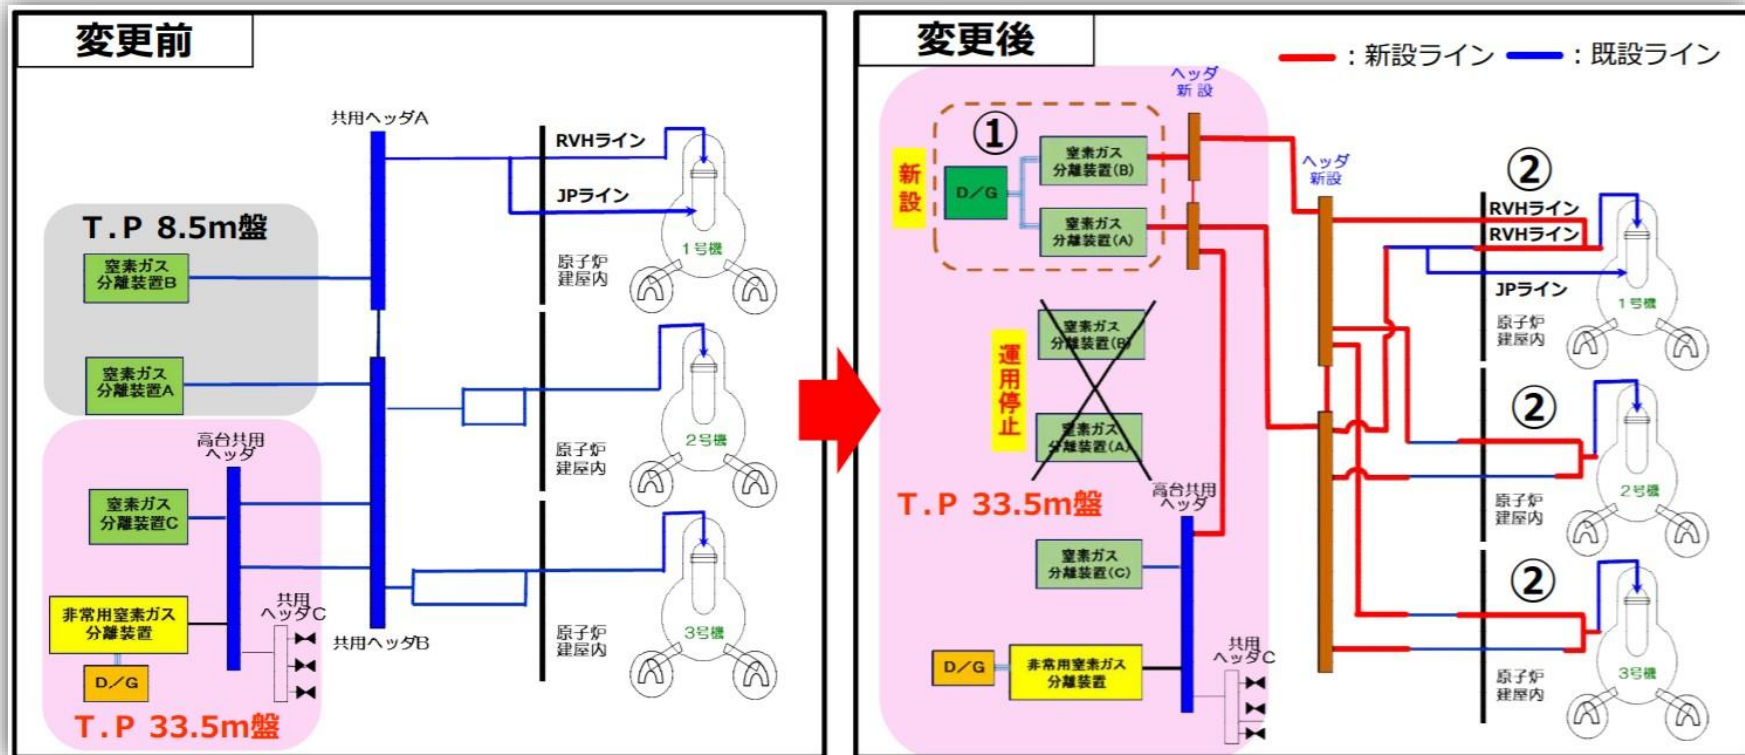 変更前
共用ヘッダA
RVHライン
JPライン
1号機
原子炉
建屋内
T.P 8.5m盤
窒素ガス
分離装置B
窒素ガス
分離装置A
2号機
原子炉
建屋内
高台共用
ヘッダ
窒素ガス
分離装置C
非常用窒素ガス
分離装置
D/G
共用
ヘッダC
共用ヘッダB
3号機
原子炉
建屋内
T.P 33.5m盤
変更後
:新設ライン
:既設ライン
ヘッダ
新設
①
新設
D/G
窒素ガス
分離装置(B)
窒素ガス
分離装置(A)
ヘッダ
新設
②
RVHライン
RVHライン
JPライン
1号機
原子炉
建屋内
運用停止
窒素ガス
分離装置(B)
窒素ガス
分離装置(A)
②
2号機
原子炉
建屋内
T.P 33.5m盤
高台共用
ヘッダ
窒素ガス
分離装置(C)
D/G
非常用窒素ガス
分離装置
共用
ヘッダC
②
3号機
原子炉
建屋内